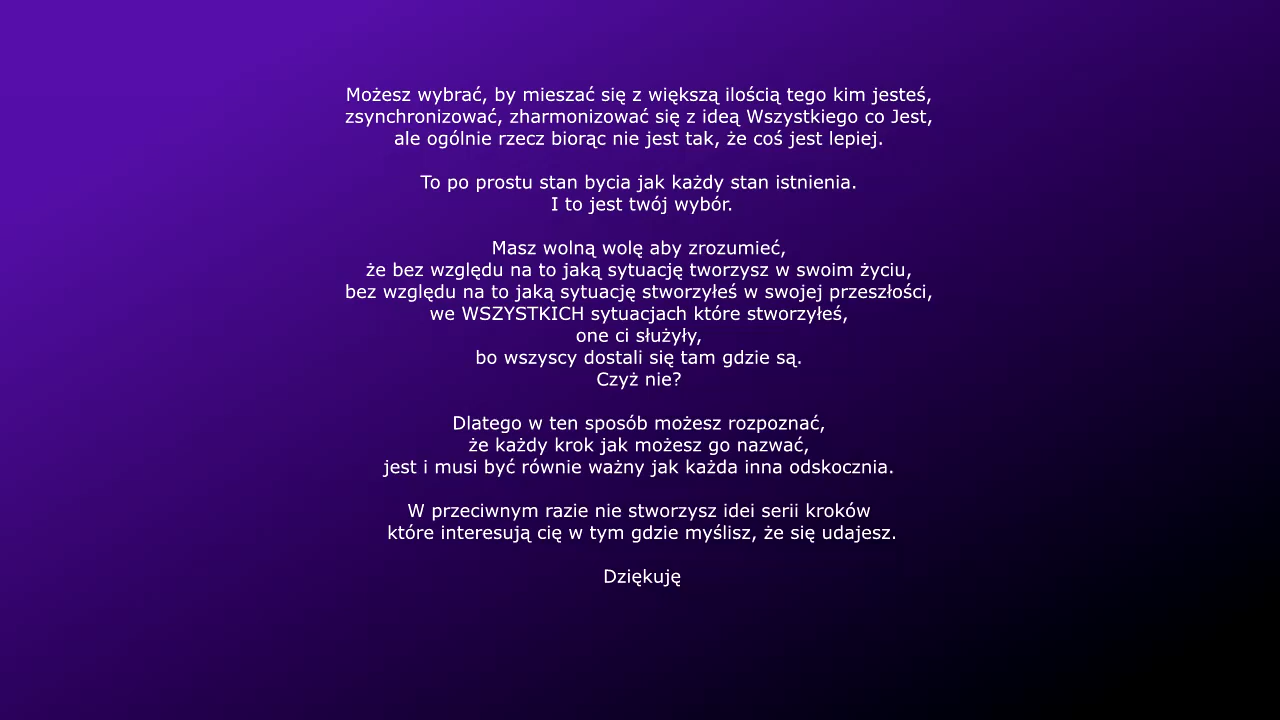 Możesz wybrać, by mieszać się z większą ilością tego kim jesteś,
zsynchronizować, zharmonizować się z ideą Wszystkiego co Jest,
ale ogólnie rzecz biorąc nie jest tak, że coś jest lepiej.
To po prostu stan bycia jak każdy stan istnienia.
I to jest twój wybór.
Masz wolną wolę aby zrozumieć,
że bez względu na to jaką sytuację tworzysz w swoim życiu,
bez względu na to jaką sytuację stworzyłeś w swojej przeszłości,
we WSZYSTKICH sytuacjach które stworzyłeś,
one ci służyły,
bo wszyscy dostali się tam gdzie są.
Czyż nie?
Dlatego w ten sposób możesz rozpoznać,
że każdy krok jak możesz go nazwać,
jest i musi być równie ważny jak każda inna odskocznia.
W przeciwnym razie nie stworzysz idei serii kroków
które interesują cię w tym gdzie myślisz, że się udajesz.
Dziękuję